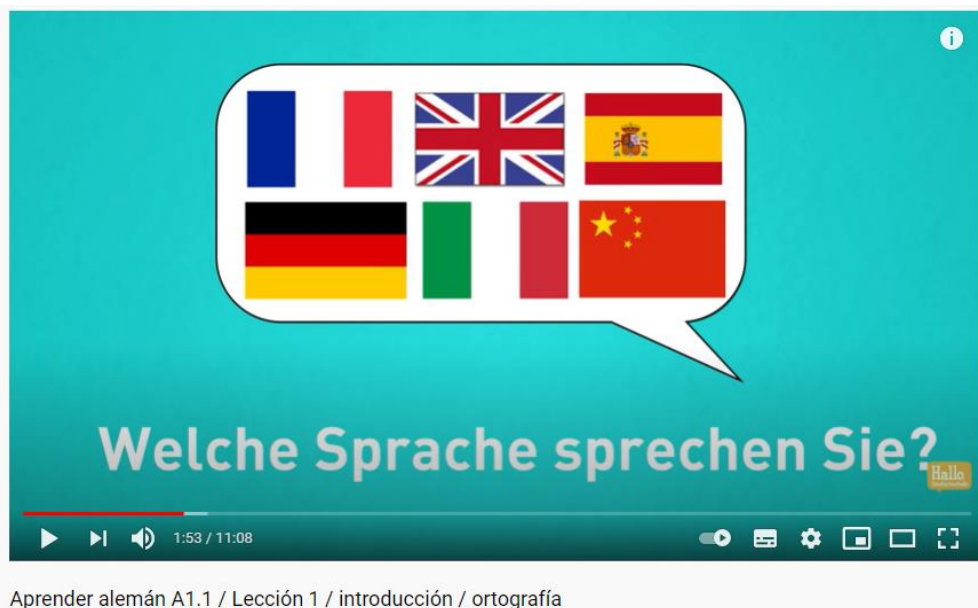 Welche Sprache sprechen Sie?
Hallo
1:53 / 11:08
Aprender alemán A1.1 / Lección 1 / introducción / ortografía